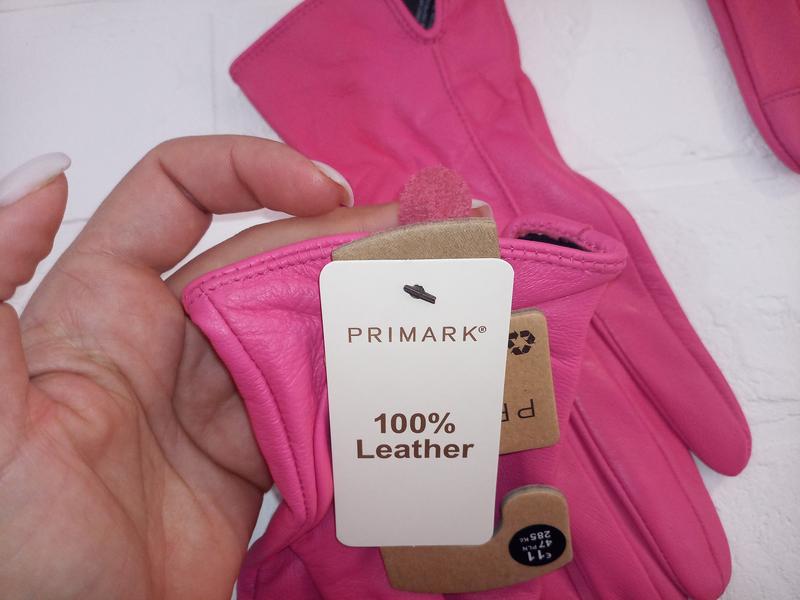 PRIMARK®
100%
Leather
PR
€11
47 PLN
285 Kč